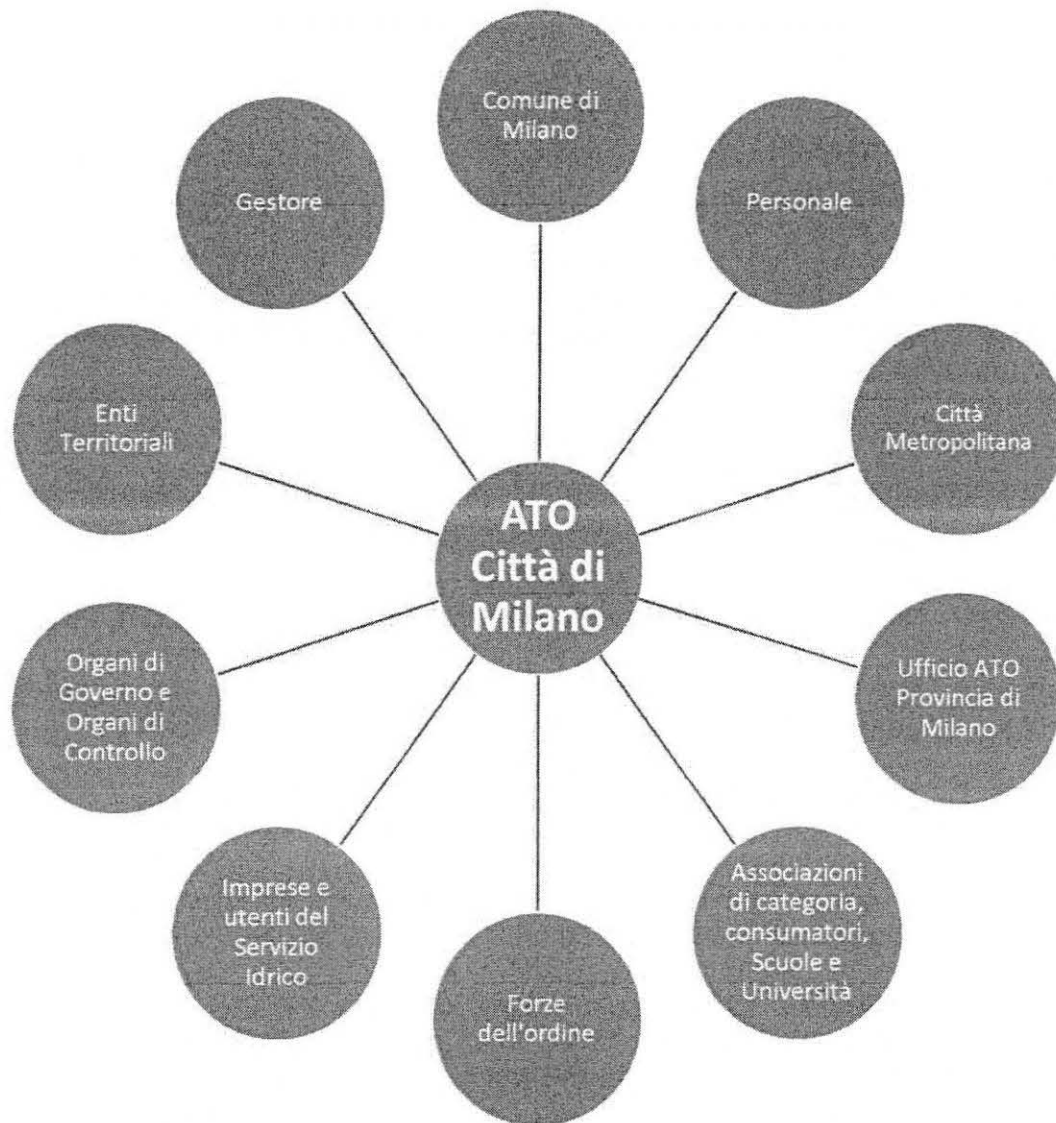 Comune di
Milano
Personale
Città
Metropolitana
Ufficio ATO
Provincia di
Milano
Associazioni
di categoria,
consumatori,
Scuole e
Università
Forze
dell'ordine
Imprese e
utenti del
Servizio
Idrico
Organi di
Governo e
Organi di
Controllo
Enti
Territoriali
Gestore
ATO
Città di
Milano